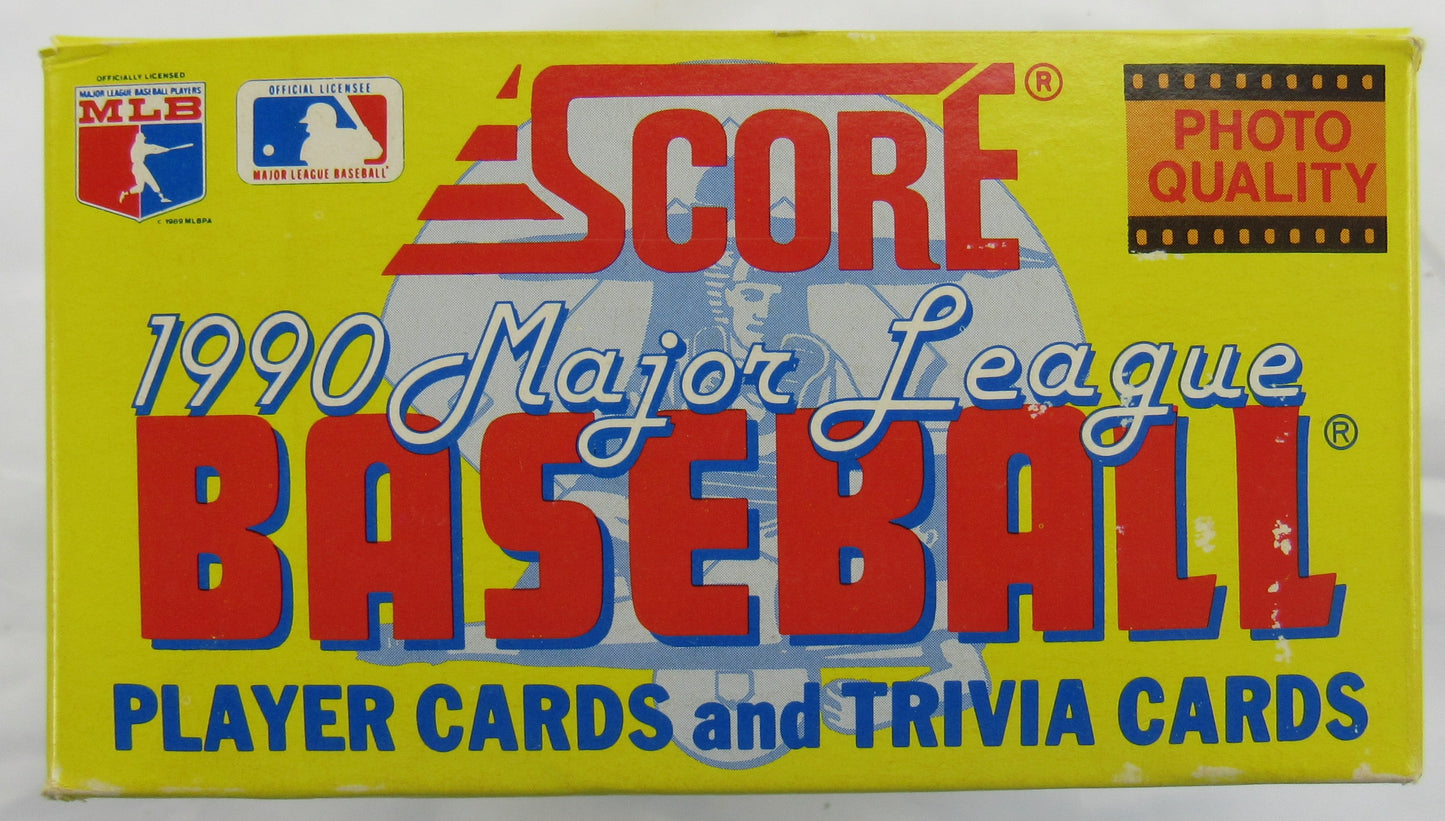 OFFICIALLY LICENSED
MAJOR LEAGUE BASEBALL PLAYERS
MLB
© 1989 MLBPA
OFFICIAL LICENSEE
MAJOR LEAGUE BASEBALL®
SCORE®
PHOTO
QUALITY
1990 Major League
BASEBALL®
PLAYER CARDS and TRIVIA CARDS